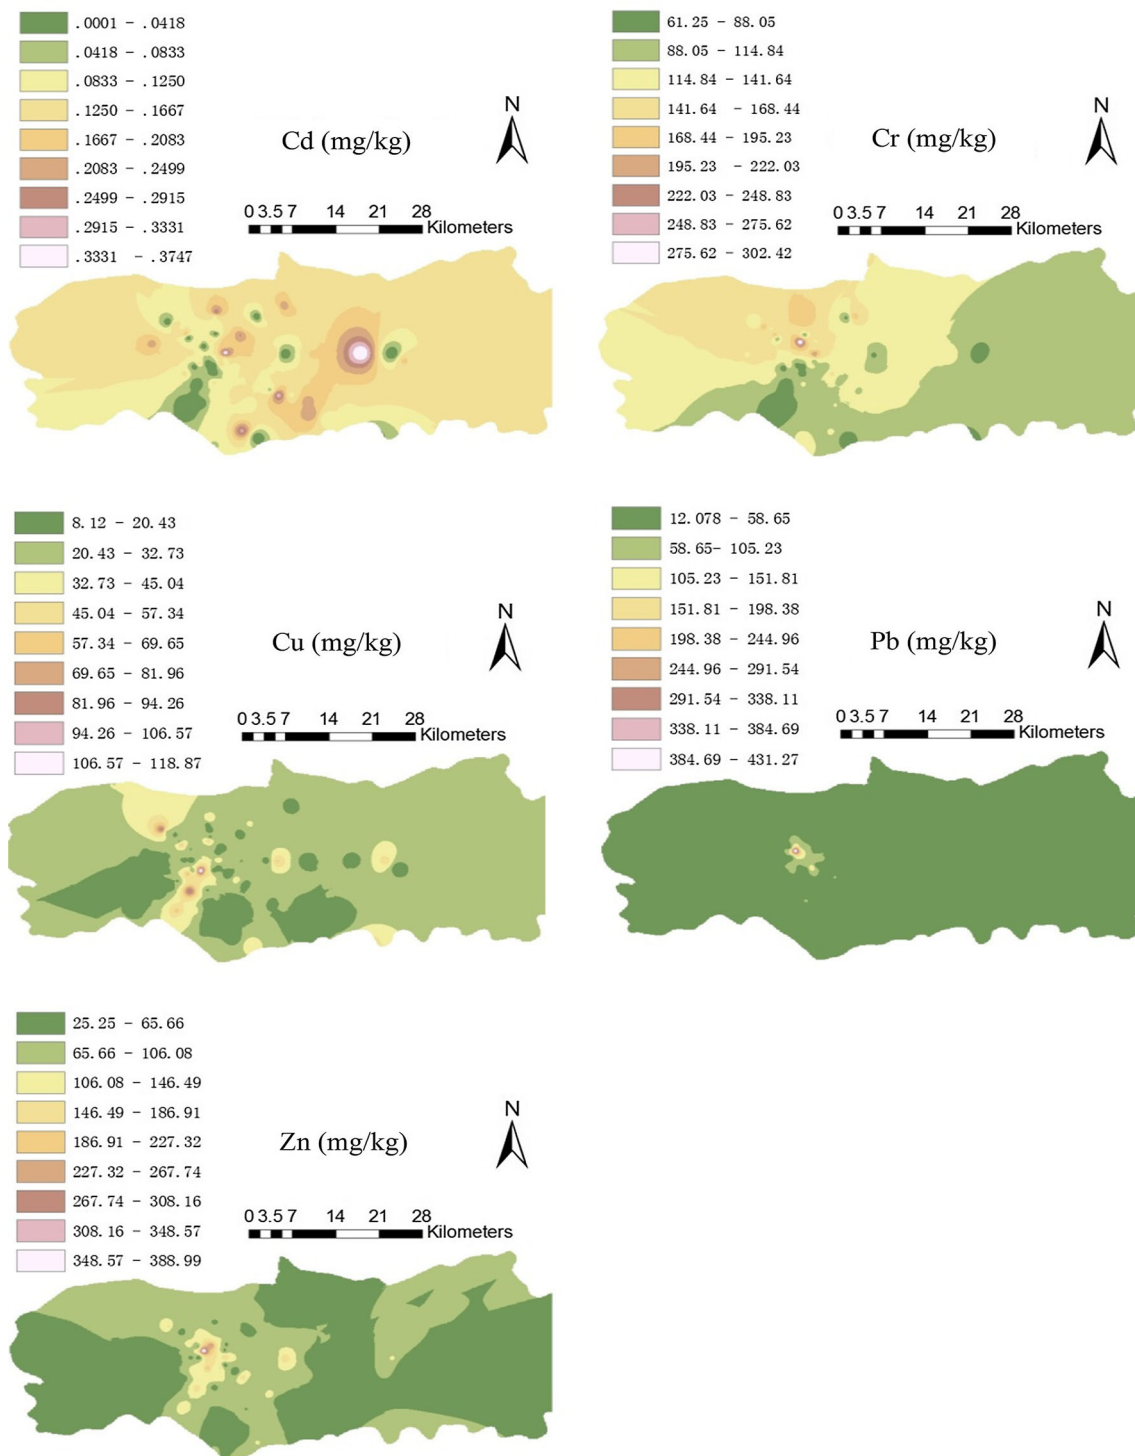 .0001 - .0418
.0418 - .0833
.0833 - .1250
.1250 - .1667
.1667 - .2083
.2083 - .2499
.2499 - .2915
.2915 - .3331
.3331 - .3747
Cd (mg/kg)
N
0 3.5 7 14 21 28
Kilometers
61.25 - 88.05
88.05 - 114.84
114.84 - 141.64
141.64 - 168.44
168.44 - 195.23
195.23 - 222.03
222.03 - 248.83
248.83 - 275.62
275.62 - 302.42
Cr (mg/kg)
N
0 3.5 7 14 21 28
Kilometers
8.12 - 20.43
20.43 - 32.73
32.73 - 45.04
45.04 - 57.34
57.34 - 69.65
69.65 - 81.96
81.96 - 94.26
94.26 - 106.57
106.57 - 118.87
Cu (mg/kg)
N
0 3.5 7 14 21 28
Kilometers
12.078 - 58.65
58.65- 105.23
105.23 - 151.81
151.81 - 198.38
198.38 - 244.96
244.96 - 291.54
291.54 - 338.11
338.11 - 384.69
384.69 - 431.27
Pb (mg/kg)
N
0 3.5 7 14 21 28
Kilometers
25.25 - 65.66
65.66 - 106.08
106.08 - 146.49
146.49 - 186.91
186.91 - 227.32
227.32 - 267.74
267.74 - 308.16
308.16 - 348.57
348.57 - 388.99
Zn (mg/kg)
N
0 3.5 7 14 21 28
Kilometers